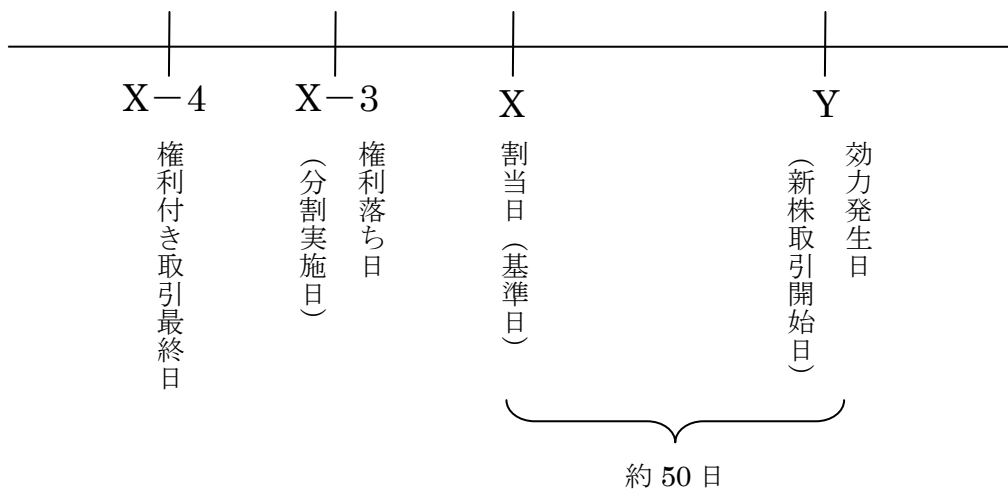 X－4
X－3
X
Y
権利付き取引最終日
権利落ち日
（分割実施日）
割当日（基準日）
効力発生日
（新株取引開始日）
約 50 日